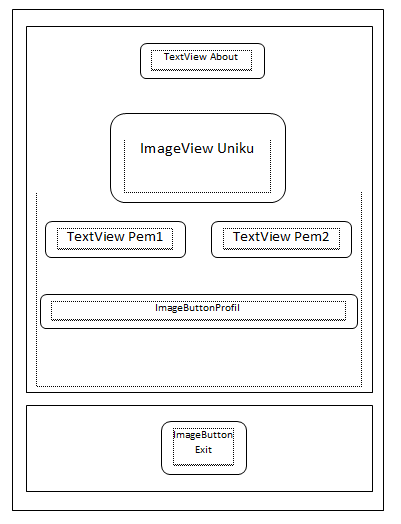 TextView About
ImageView Uniku
TextView Pem1
TextView Pem2
ImageButtonProfil
ImageButton
Exit